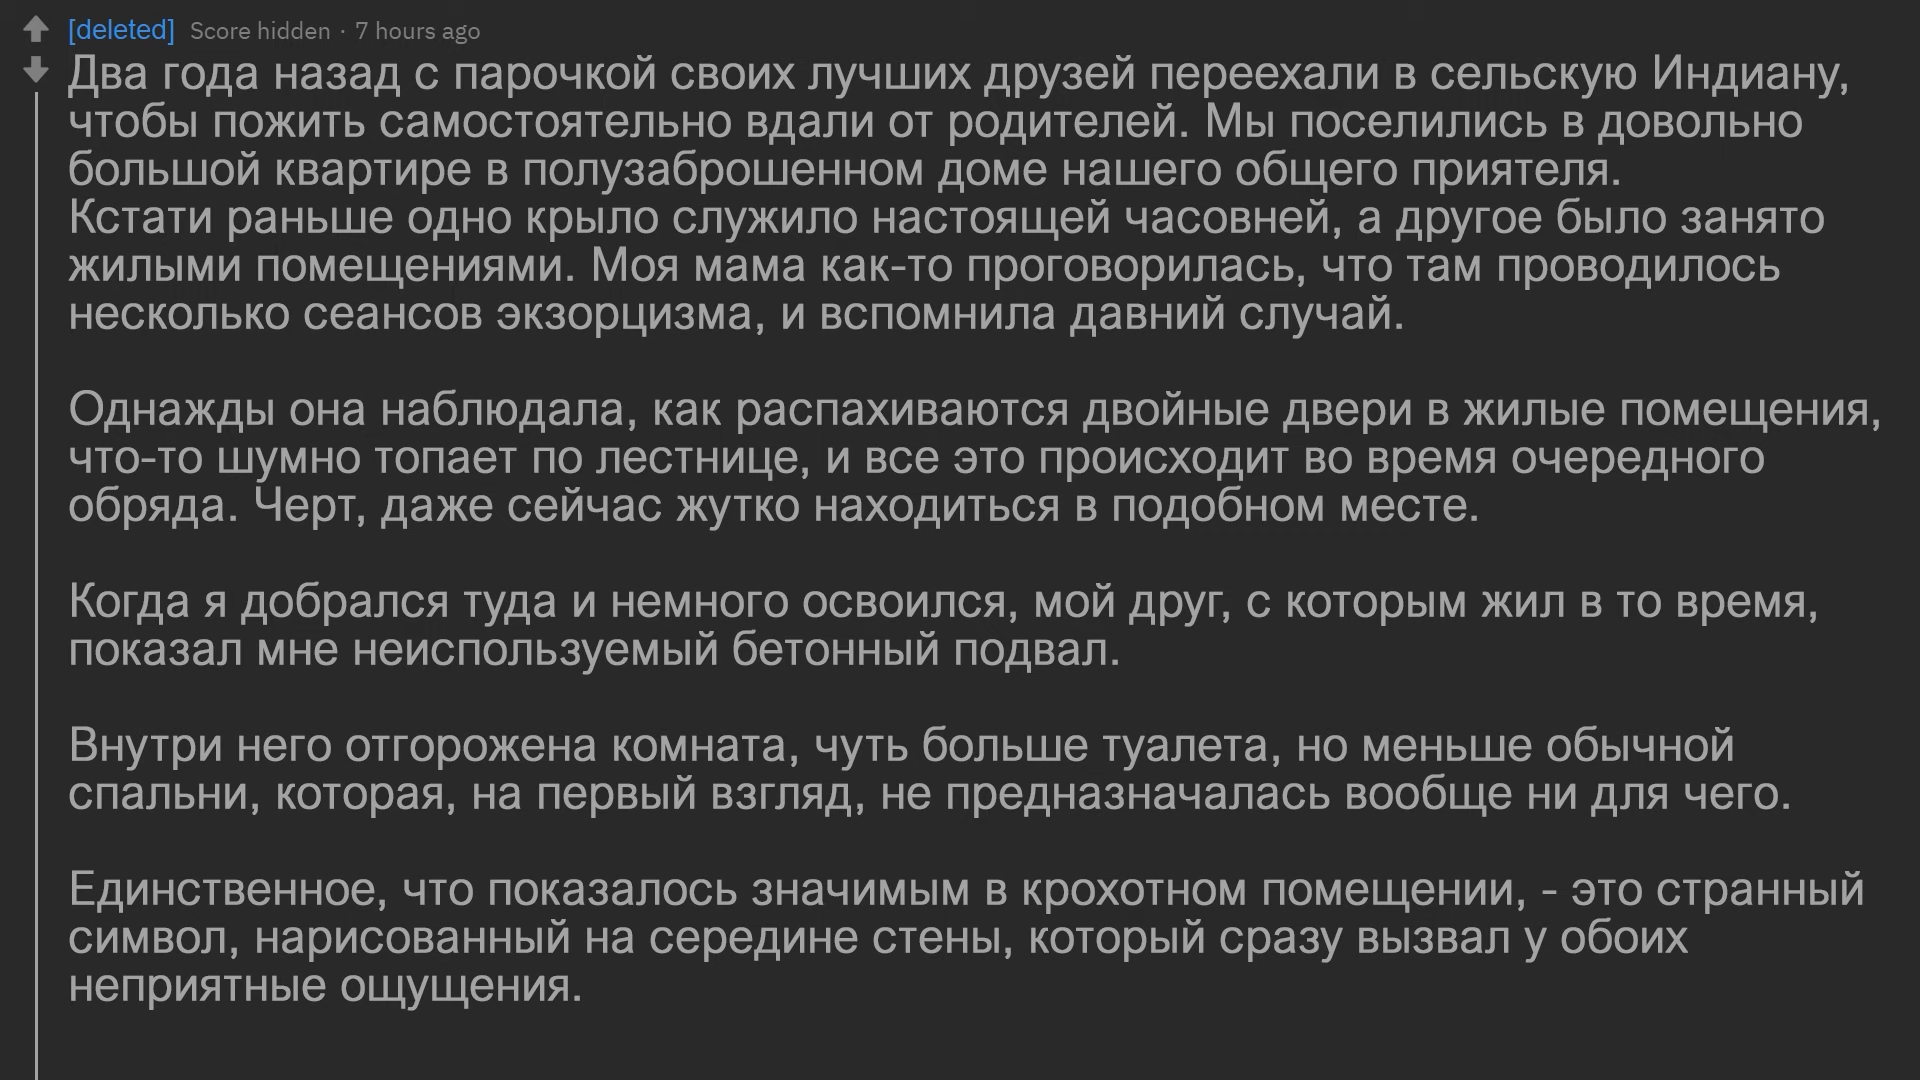 [deleted] Score hidden · 7 hours ago
Два года назад с парочкой своих лучших друзей переехали в сельскую Индиану,
чтобы пожить самостоятельно вдали от родителей. Мы поселились в довольно
большой квартире в полузаброшенном доме нашего общего приятеля.
Кстати раньше одно крыло служило настоящей часовней, а другое было занято
жилыми помещениями. Моя мама как-то проговорилась, что там проводилось
несколько сеансов экзорцизма, и вспомнила давний случай.
Однажды она наблюдала, как распахиваются двойные двери в жилые помещения,
что-то шумно топает по лестнице, и все это происходит во время очередного
обряда. Черт, даже сейчас жутко находиться в подобном месте.
Когда я добрался туда и немного освоился, мой друг, с которым жил в то время,
показал мне неиспользуемый бетонный подвал.
Внутри него отгорожена комната, чуть больше туалета, но меньше обычной
спальни, которая, на первый взгляд, не предназначалась вообще ни для чего.
Единственное, что показалось значимым в крохотном помещении, - это странный
символ, нарисованный на середине стены, который сразу вызвал у обоих
неприятные ощущения.